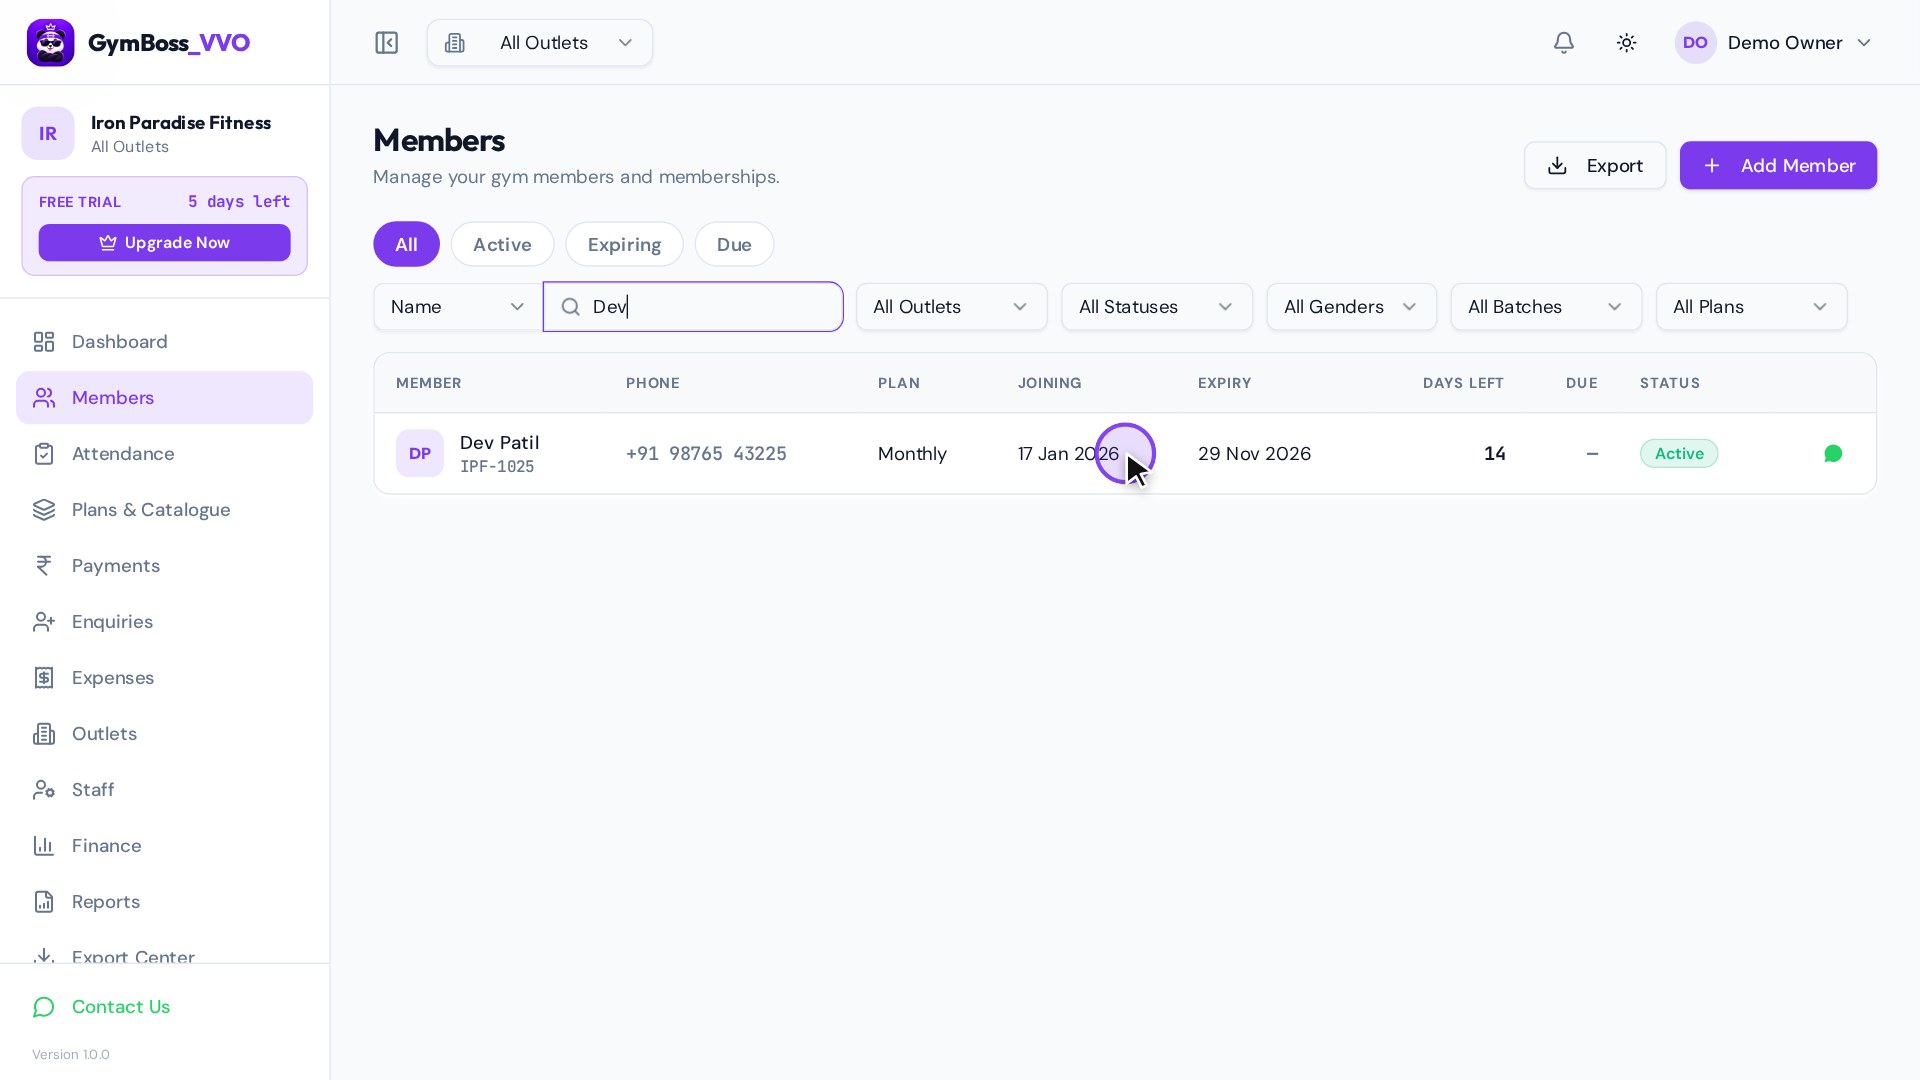 GymBoss_VVO
All Outlets
DO Demo Owner
IR
Iron Paradise Fitness
All Outlets
FREE TRIAL 5 days left
Upgrade Now
Dashboard
Members
Attendance
Plans & Catalogue
Payments
Enquiries
Expenses
Outlets
Staff
Finance
Reports
Export Center
Contact Us
Version 1.0.0
Members
Manage your gym members and memberships.
Export
Add Member
All Active Expiring Due
Name Dev All Outlets All Statuses All Genders All Batches All Plans
MEMBER PHONE PLAN JOINING EXPIRY DAYS LEFT DUE STATUS
DP Dev Patil +91 98765 43225 Monthly 17 Jan 2026 29 Nov 2026 14 – Active
IPF-1025